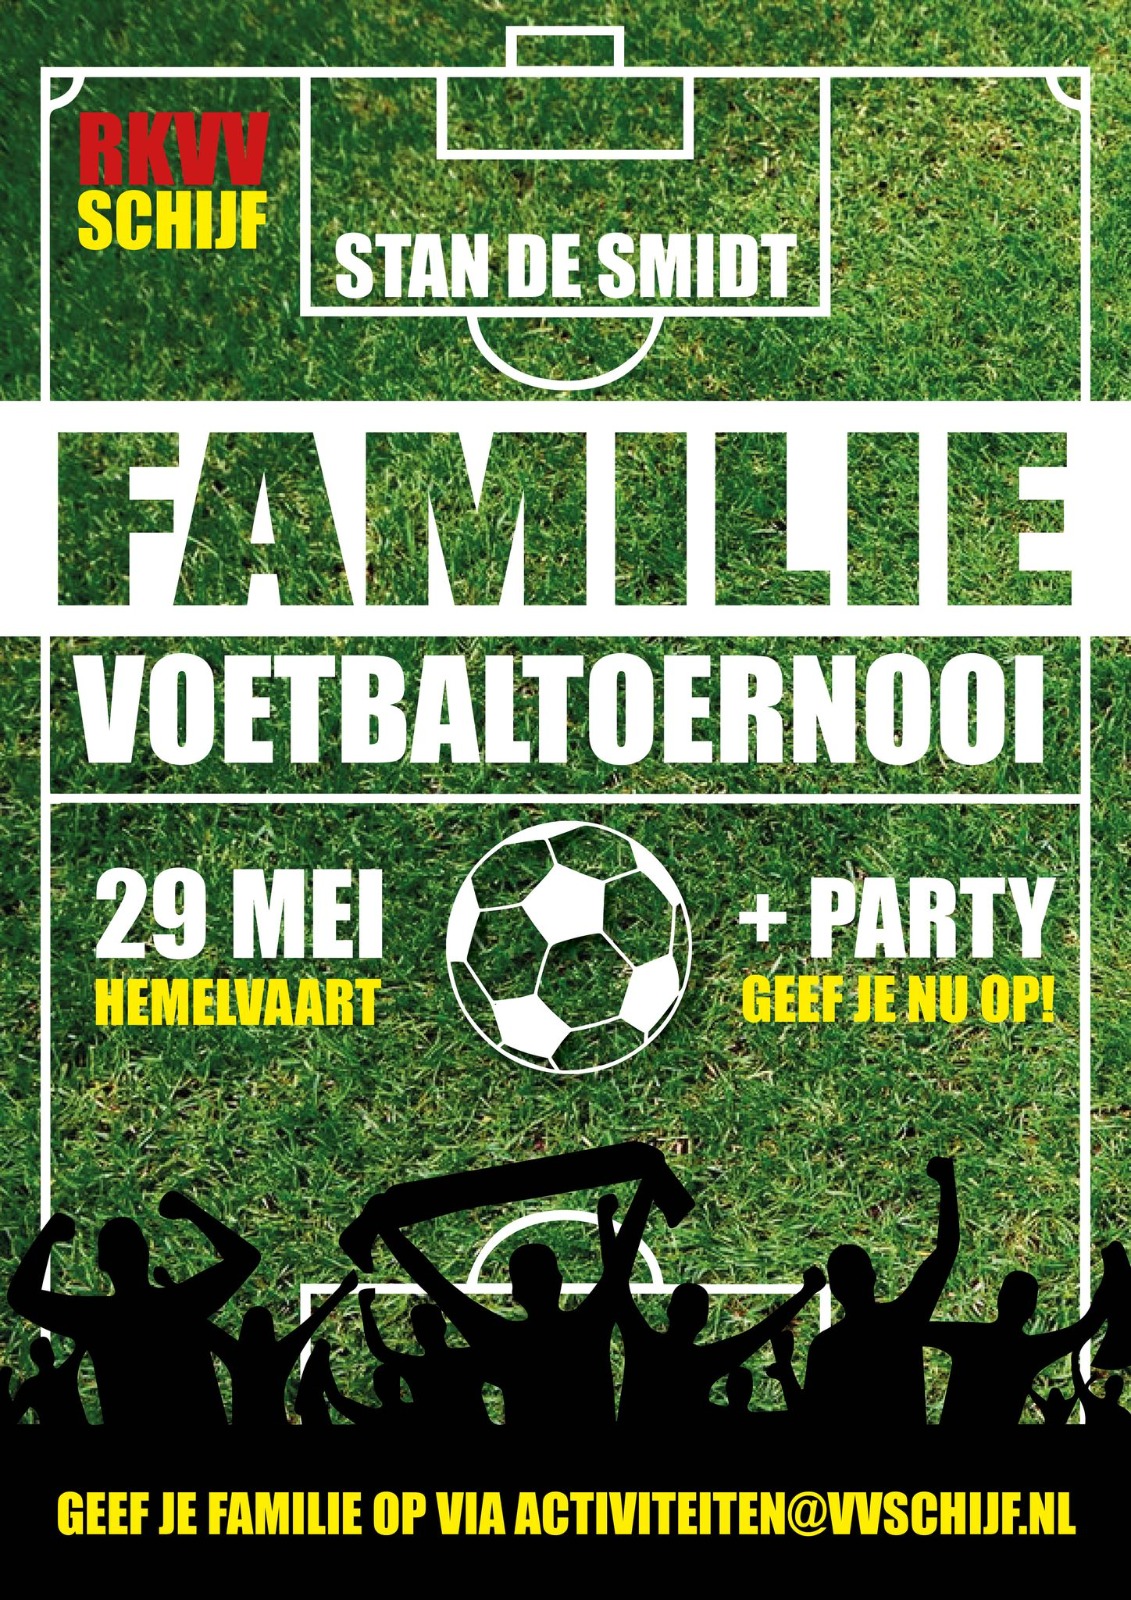 RKVV
SCHIJF
STAN DE SMIDT
FAMILIE
VOETBALTOERNOOI
29 MEI
HEMELVAART
+ PARTY
GEEF JE NU OP!
GEEF JE FAMILIE OP VIA ACTIVITEITEN@VVSCHIJF.NL